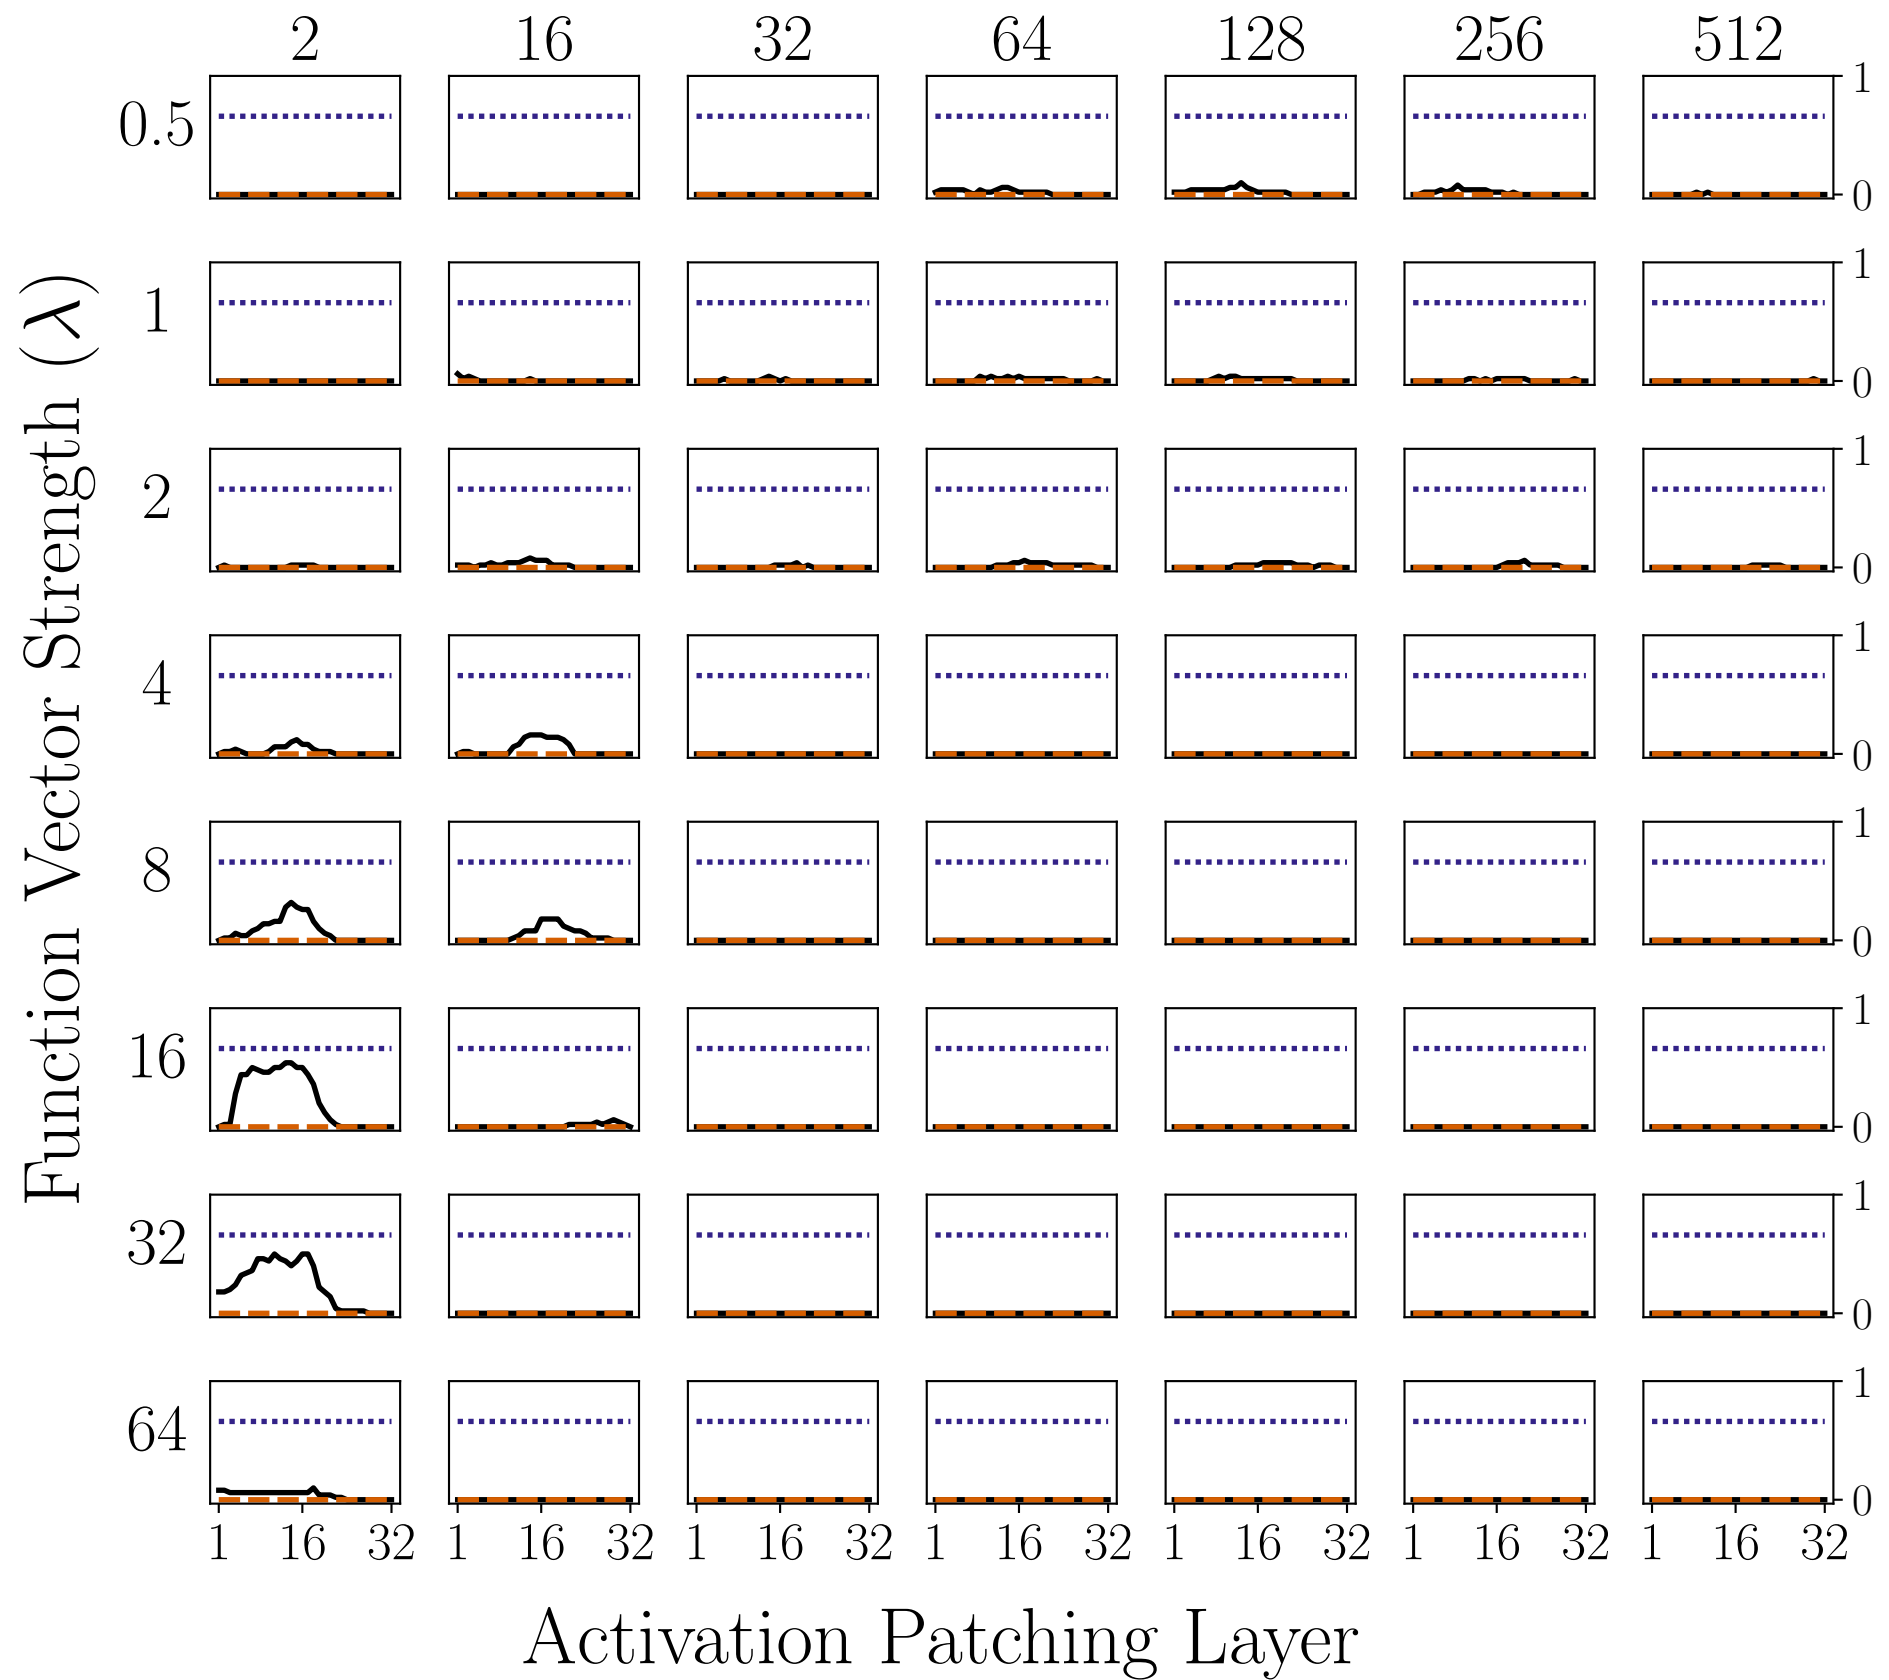 2 16 32 64 128 256 512
Function Vector Strength (λ)
0.5 1 0
1 1 0
2 1 0
4 1 0
8 1 0
16 1 0
32 1 0
64 1 0
1 16 32 1 16 32 1 16 32 1 16 32 1 16 32 1 16 32 1 16 32
Activation Patching Layer